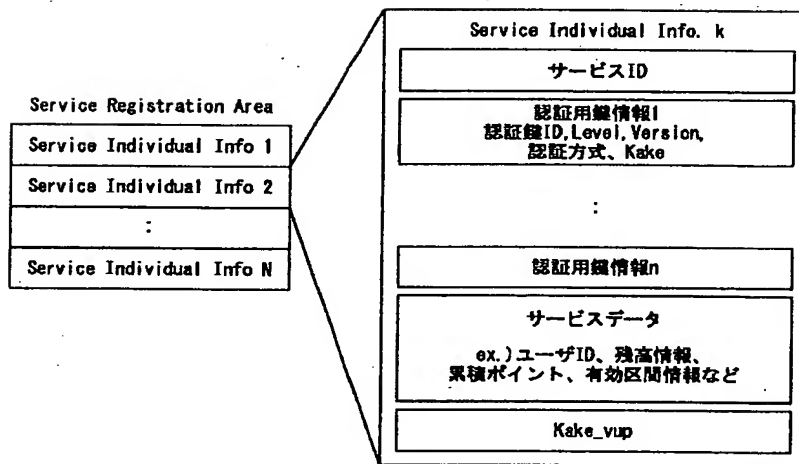 Service Registration Area
Service Individual Info 1
Service Individual Info 2
:
Service Individual Info N
Service Individual Info. k
サービスID
認証用鍵情報1
認証鍵ID,Level,Version,
認証方式、Kake
:
認証用鍵情報n
サービスデータ
ex.)ユーザID、残高情報、
累積ポイント、有効区間情報など
Kake_vup